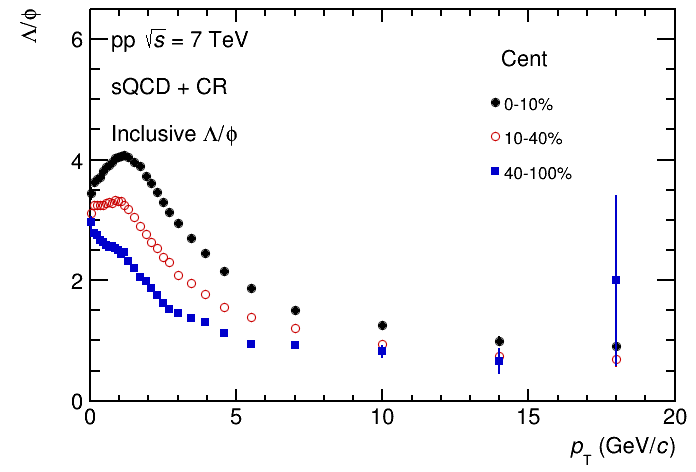 Λ/ϕ
pp √s = 7 TeV
sQCD + CR
Inclusive Λ/ϕ
Cent
0-10%
10-40%
40-100%
6
4
2
0
0 5 10 15 20
p_T (GeV/c)